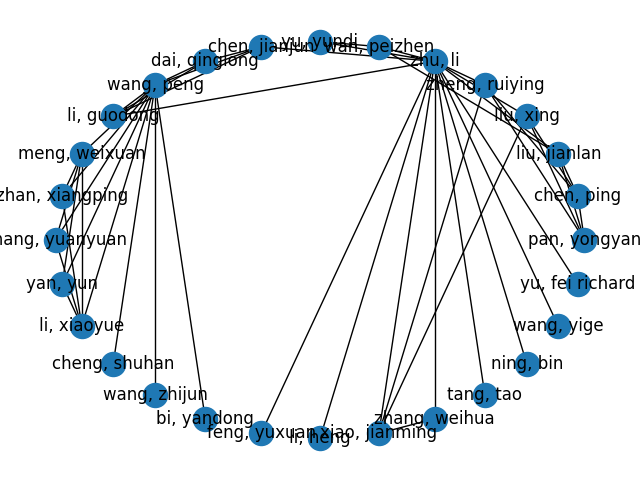 yu, yundi
chen, jianjun
wan, peizhen
dai, qinglong
zhu, li
wang, peng
zheng, ruiying
li, guodong
liu, xing
meng, weixuan
liu, jianlan
zhan, xiangping
chen, ping
hang, yuanyuan
pan, yongyan
yan, yun
yu, fei richard
li, xiaoyue
wang, yige
cheng, shuhan
ning, bin
wang, zhijun
tang, tao
bi, yandong
zhang, weihua
feng, yuxuan
li, heng
xiao, jianming